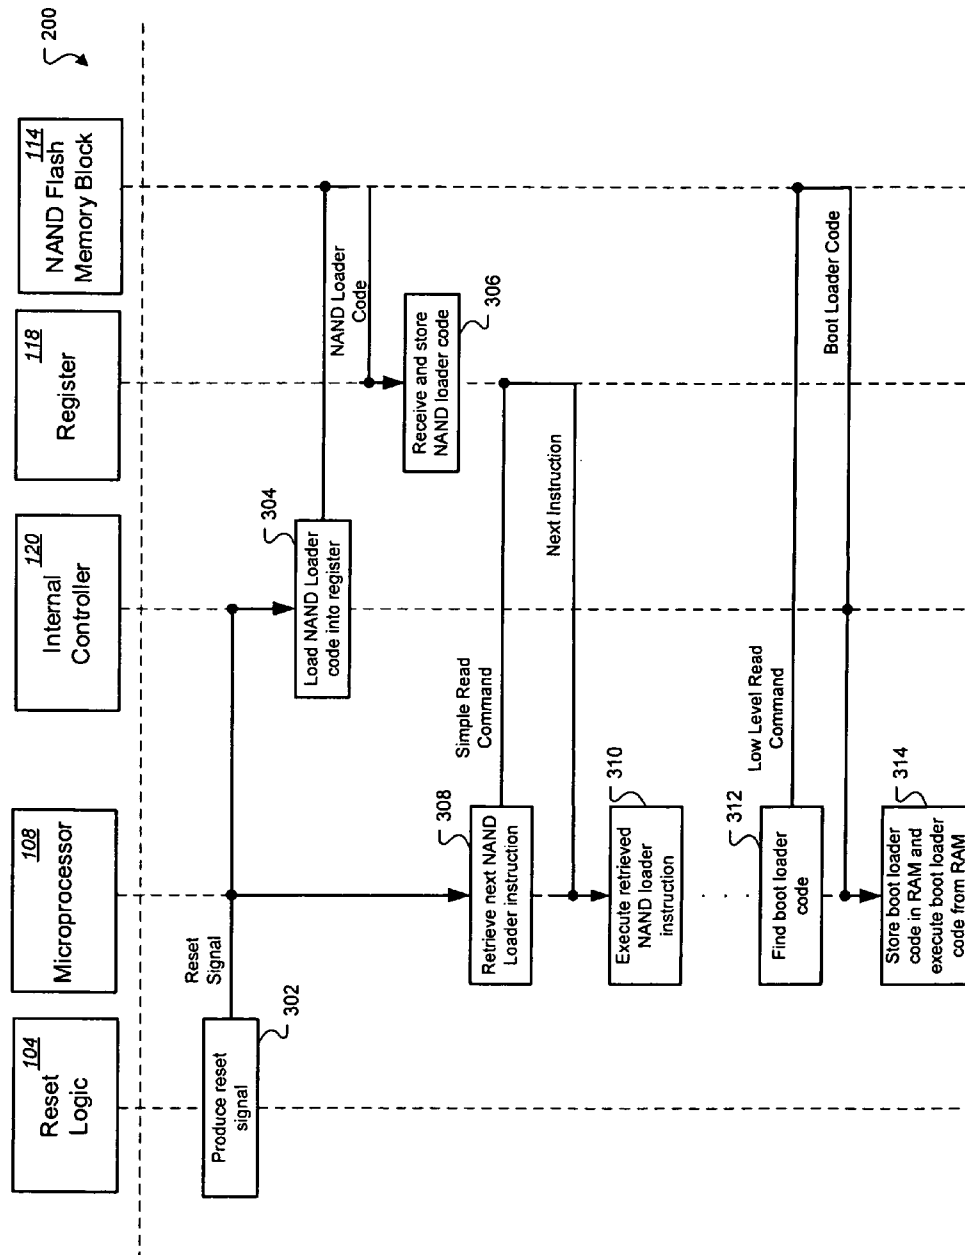 200
104
Reset
Logic
108
Microprocessor
120
Internal
Controller
118
Register
114
NAND Flash
Memory Block
Produce reset
signal
302
Reset
Signal
Load NAND Loader
code into register
304
NAND Loader
Code
Receive and store
NAND loader code
306
Retrieve next NAND
Loader instruction
308
Simple Read
Command
Next Instruction
Execute retrieved
NAND loader
instruction
310
Find boot loader
code
312
Low Level Read
Command
Boot Loader Code
Store boot loader
code in RAM and
execute boot loader
code from RAM
314